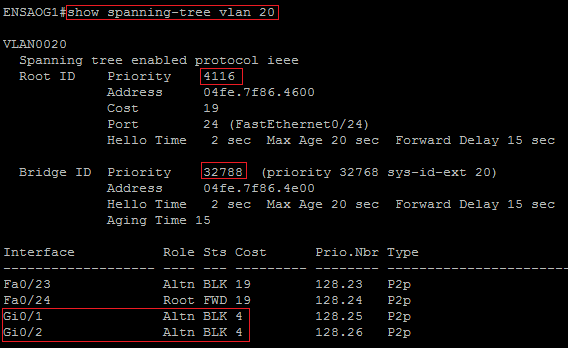 ENSAOG1#show spanning-tree vlan 20
VLAN0020
Spanning tree enabled protocol ieee
Root ID Priority 4116
Address 04fe.7f86.4600
Cost 19
Port 24 (FastEthernet0/24)
Hello Time 2 sec Max Age 20 sec Forward Delay 15 sec
Bridge ID Priority 32788 (priority 32768 sys-id-ext 20)
Address 04fe.7f86.4e00
Hello Time 2 sec Max Age 20 sec Forward Delay 15 sec
Aging Time 15
Interface Role Sts Cost Prio.Nbr Type
------------------- ---- --- --------- -------- --------------------------------
Fa0/23 Altn BLK 19 128.23 P2p
Fa0/24 Root FWD 19 128.24 P2p
Gi0/1 Altn BLK 4 128.25 P2p
Gi0/2 Altn BLK 4 128.26 P2p